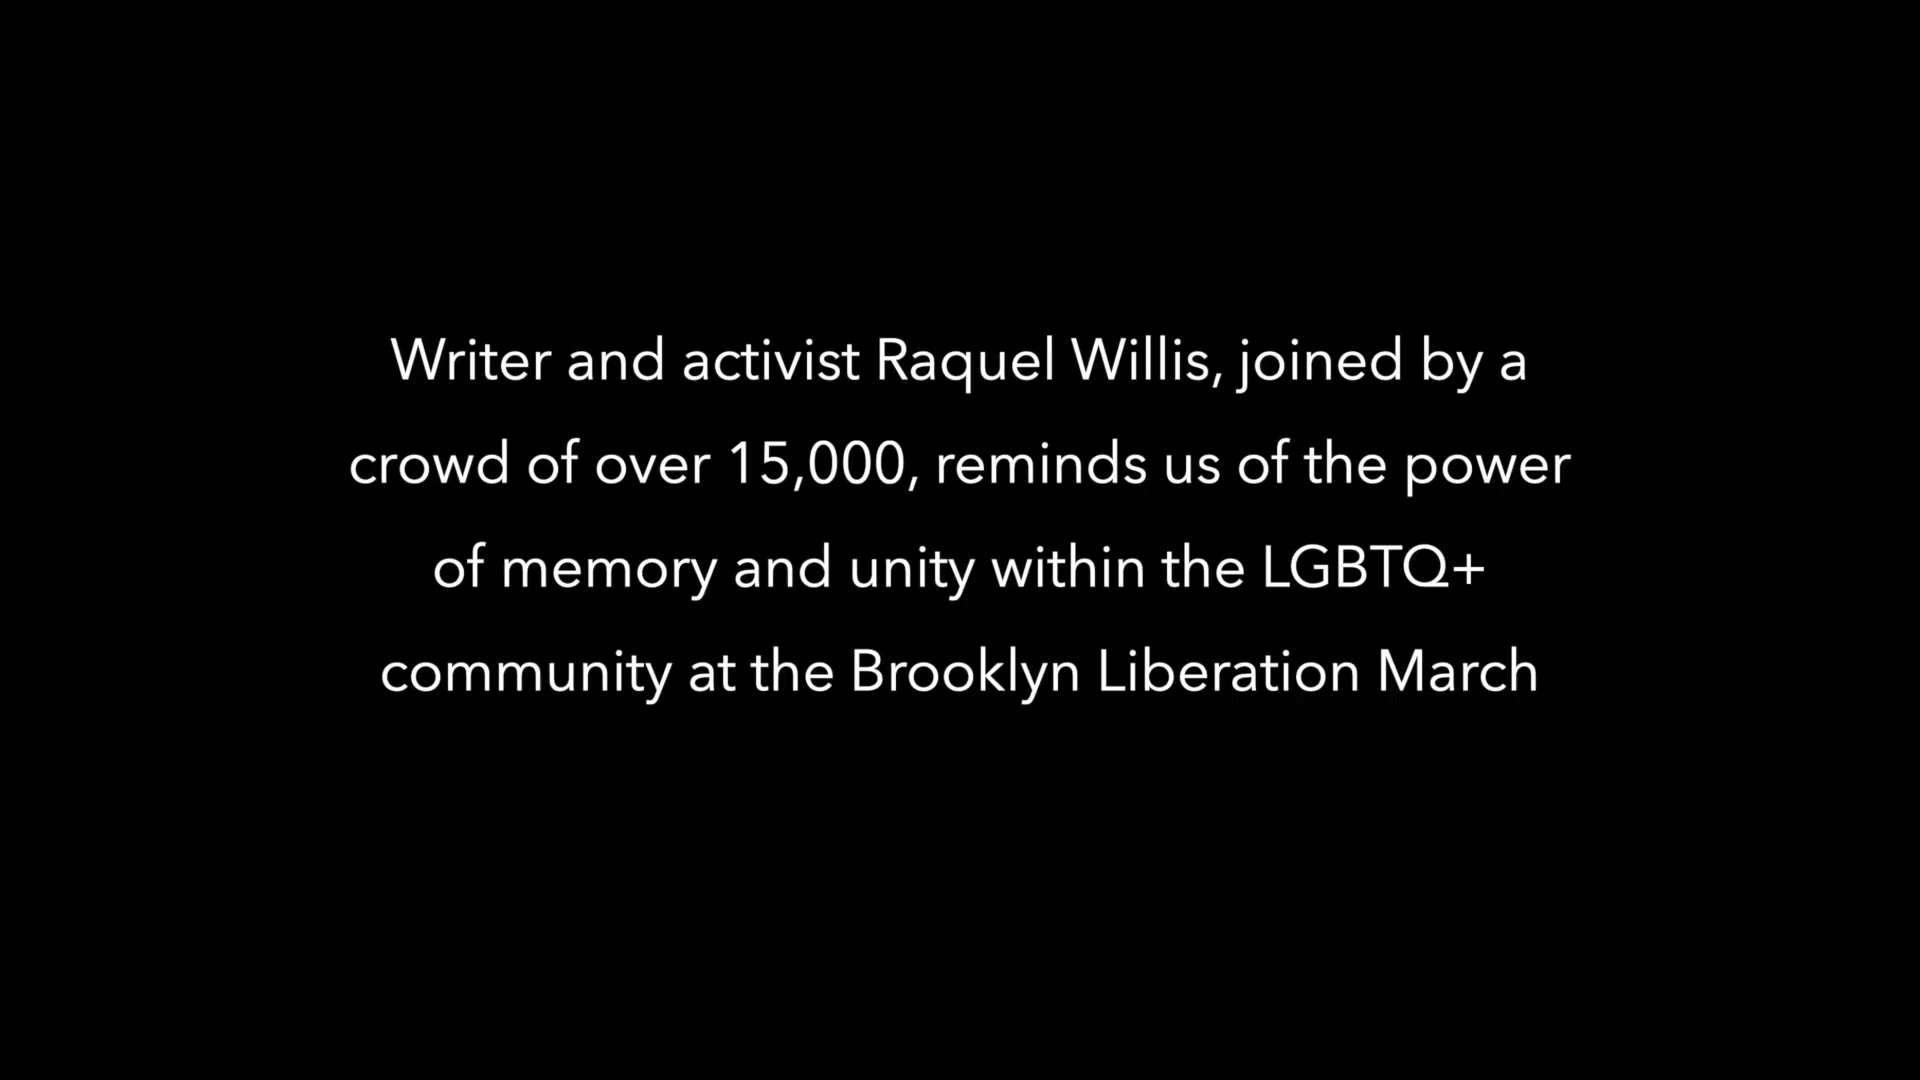 Writer and activist Raquel Willis, joined by a
crowd of over 15,000, reminds us of the power
of memory and unity within the LGBTQ+
community at the Brooklyn Liberation March